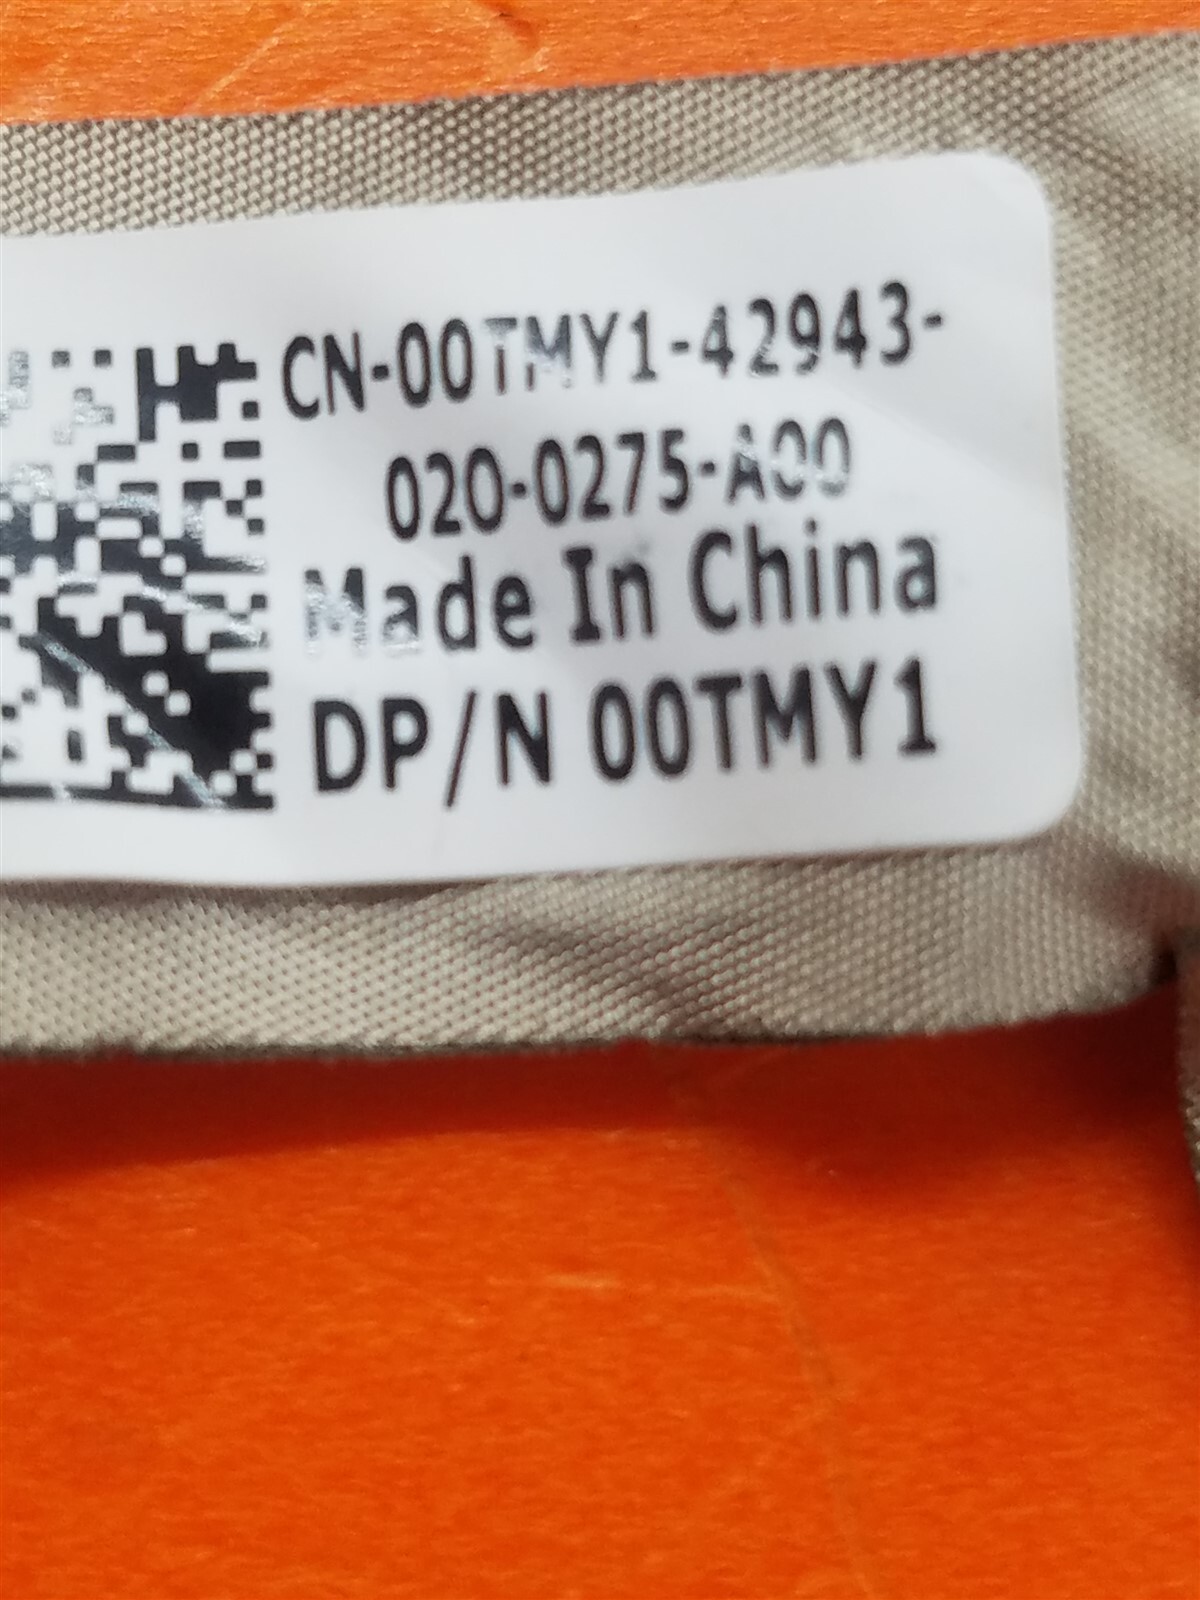 CN-00TMY1-42943-
020-0275-A00
Made In China
DP/N 00TMY1